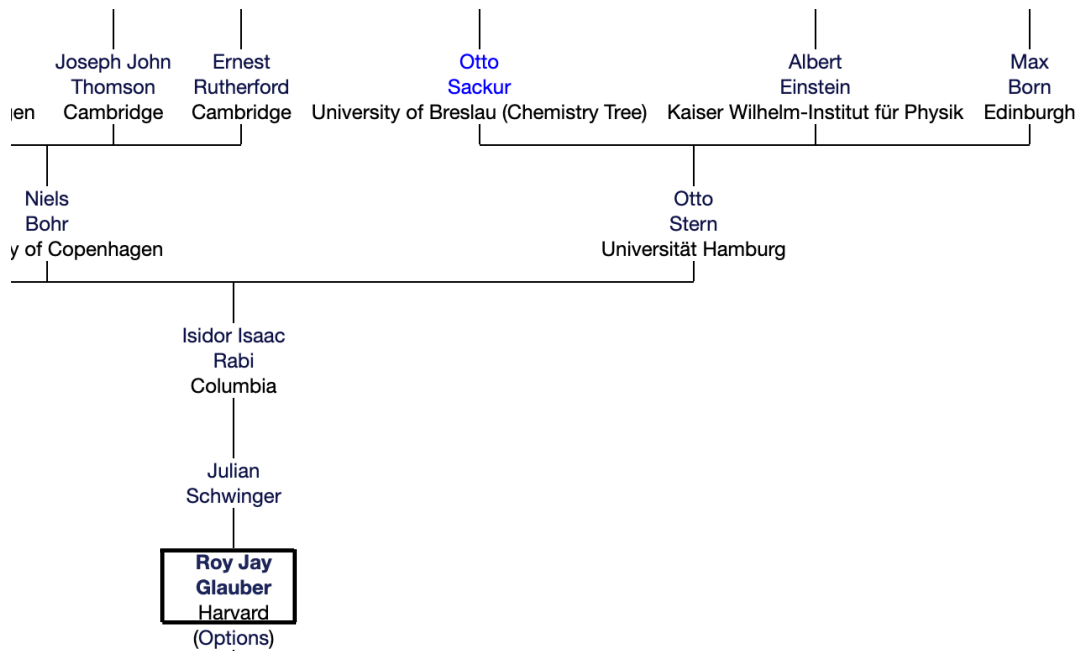 Joseph John
Thomson
Cambridge
Ernest
Rutherford
Cambridge
Otto
Sackur
University of Breslau (Chemistry Tree)
Albert
Einstein
Kaiser Wilhelm-Institut für Physik
Max
Born
Edinburgh
Niels
Bohr
y of Copenhagen
Otto
Stern
Universität Hamburg
Isidor Isaac
Rabi
Columbia
Julian
Schwinger
Roy Jay
Glauber
Harvard
(Options)